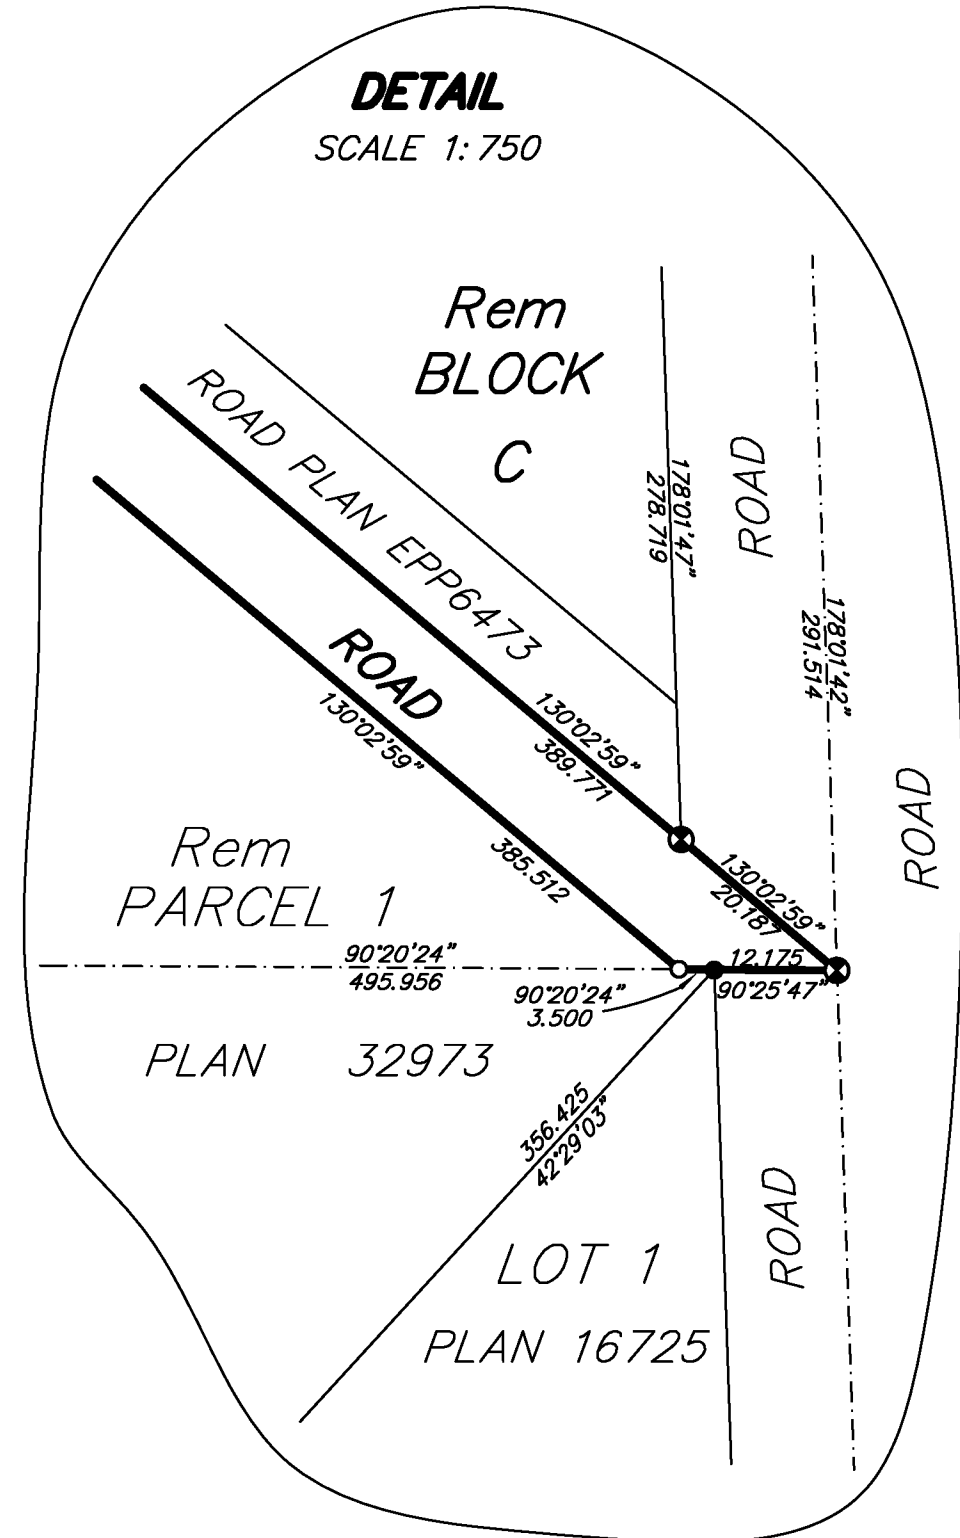 DETAIL
SCALE 1: 750
Rem
BLOCK
C
ROAD PLAN EPP6473
178°01'47"
278.719
ROAD
178°01'42"
291.514
ROAD
130°02'59"
130°02'59"
389.771
ROAD
385.512
130°02'59"
20.187
Rem
PARCEL 1
90°20'24"
495.956
12.175
90°25'47"
90°20'24"
3.500
PLAN 32973
356.425
42°29'03"
ROAD
LOT 1
PLAN 16725